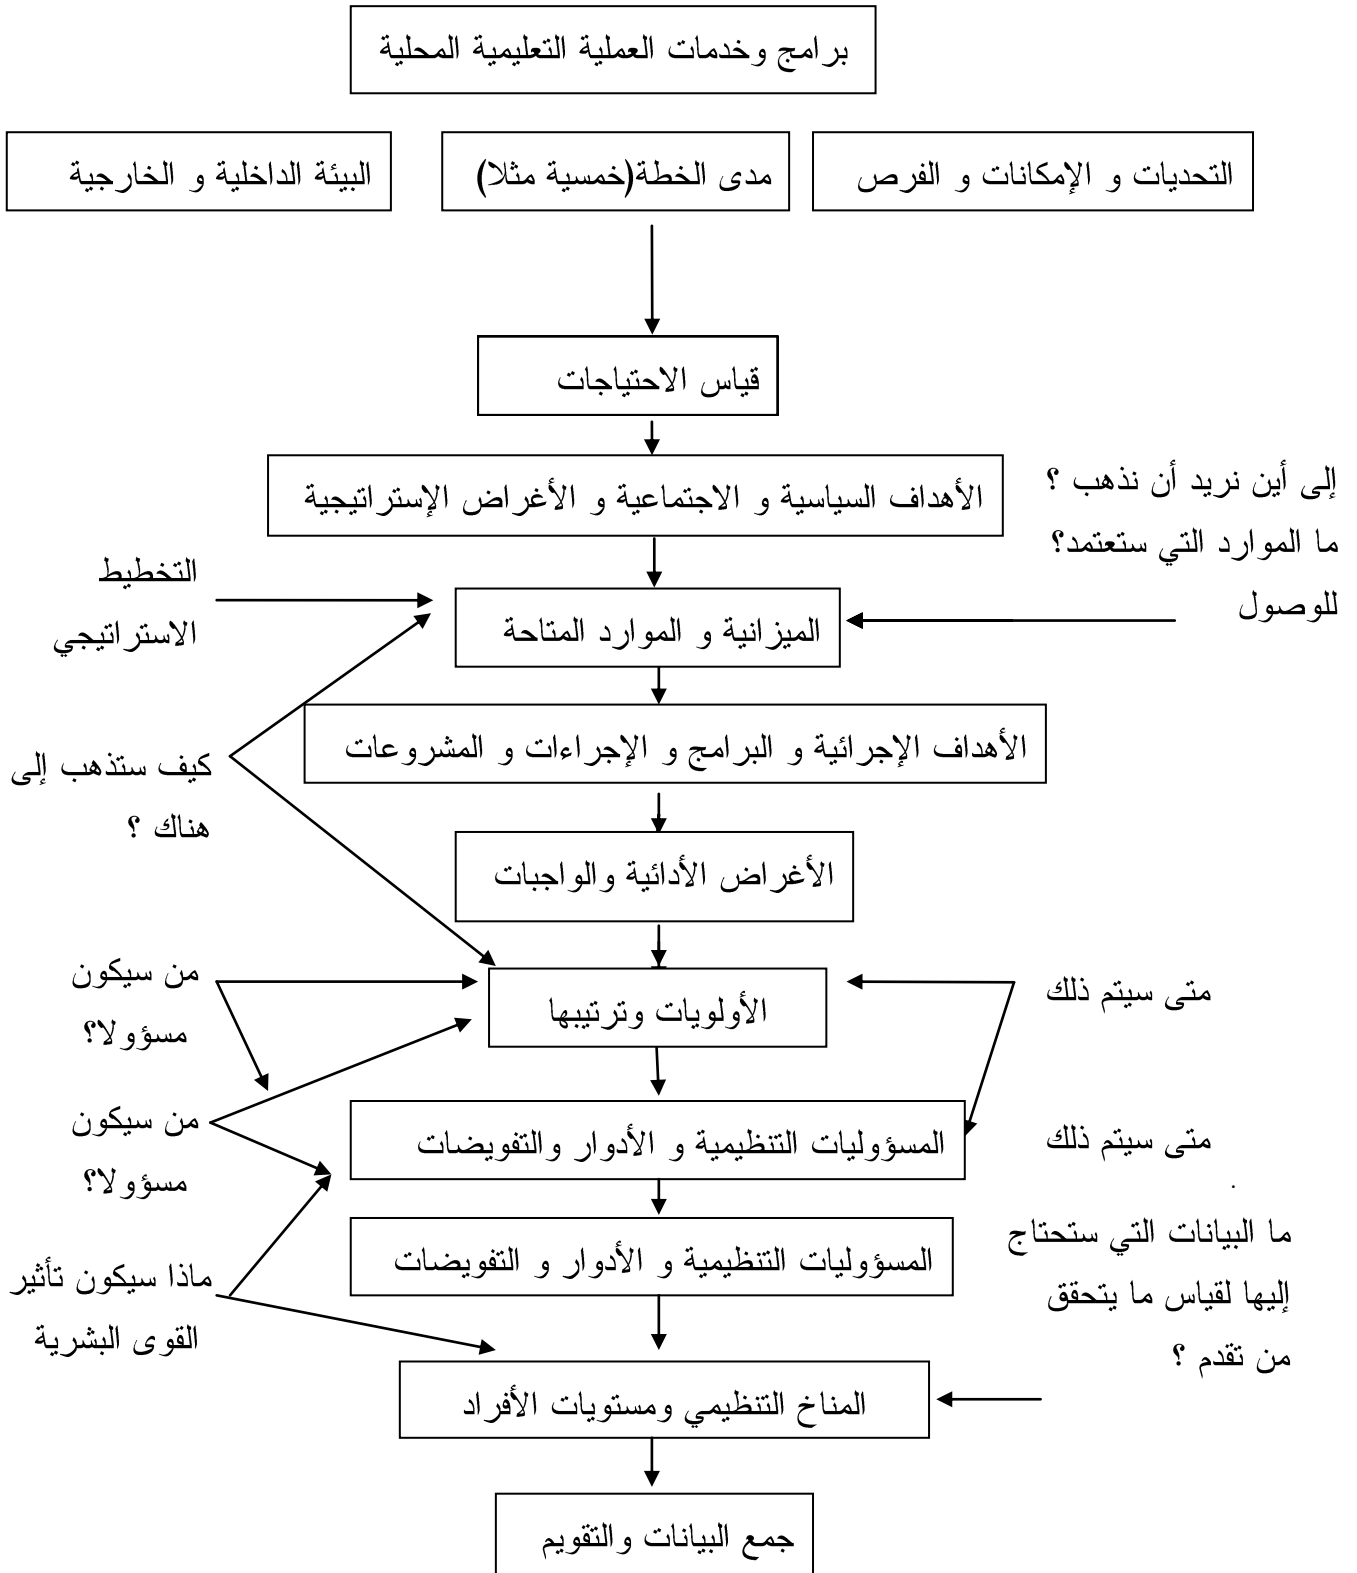 برامج وخدمات العملية التعليمية المحلية
التحديات و الإمكانات و الفرص
مدى الخطة(خمسية مثلا)
البيئة الداخلية و الخارجية
قياس الاحتياجات
إلى أين نريد أن نذهب ؟
الأهداف السياسية و الاجتماعية و الأغراض الإستراتيجية
ما الموارد التي ستعتمد؟
للوصول
التخطيط
الاستراتيجي
الميزانية و الموارد المتاحة
الأهداف الإجرائية و البرامج و الإجراءات و المشروعات
كيف ستذهب إلى
هناك ؟
الأغراض الأدائية والواجبات
متى سيتم ذلك
الأولويات وترتيبها
من سيكون
مسؤولا؟
متى سيتم ذلك
المسؤوليات التنظيمية و الأدوار والتفويضات
من سيكون
مسؤولا؟
ما البيانات التي ستحتاج
إليها لقياس ما يتحقق
من تقدم ؟
المسؤوليات التنظيمية و الأدوار و التفويضات
ماذا سيكون تأثير
القوى البشرية
المناخ التنظيمي ومستويات الأفراد
جمع البيانات والتقويم